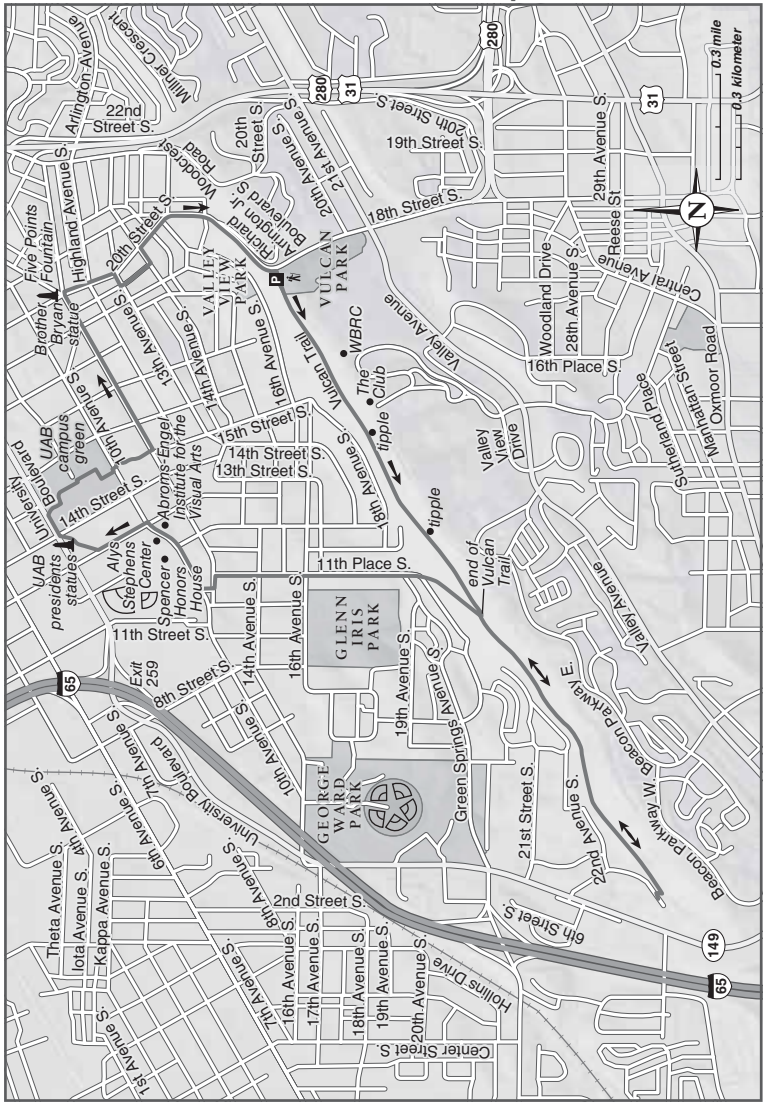 Millner Crescent
Arlington Avenue
22nd
Street S.
280
280
31
20th Street S.
20th Street S.
19th Street S.
31
0.3 mile
0.3 kilometer
Highland Avenue S.
Five Points
Fountain
Brother
Bryan
statue
20th Street S.
Woodcrest
Road
20th
Street S.
20th Avenue S.
21st Avenue S.
Richard
Arrington Jr.
Boulevard S.
18th Street S.
29th Avenue S.
Reese St
N
VALLEY
VIEW
PARK
P
VULCAN
PARK
Central Avenue
Woodland Drive
28th Avenue S.
16th Place S.
Valley Avenue
Manhattan Street
Oxmoor Road
Sutherland Place
13th Avenue S.
14th Avenue S.
16th Avenue S.
Vulcan Trail
WBRC
The
Club
tipple
10th Avenue S.
UAB
campus
green
University
Boulevard
10th Avenue S.
14th Street S.
Abroms-Engel
Institute for the
Visual Arts
15th Street S.
14th Street S.
13th Street S.
18th Avenue S.
Valley
View
Drive
tipple
UAB
presidents
statues
Alys
Stephens
Center
Spencer
Honors
House
11th Place S.
end of
Vulcan
Trail
11th Street S.
14th Avenue S.
16th Avenue S.
GLENN
IRIS
PARK
19th Avenue S.
Green Springs Avenue S.
Valley Avenue
Beacon Parkway E.
65
Exit
259
8th Street S.
10th Avenue S.
GEORGE
WARD
PARK
21st Street S.
22nd Avenue S.
Beacon Parkway W.
7th Avenue S.
University Boulevard
6th Avenue S.
4th Avenue S.
Theta Avenue S.
Iota Avenue S.
Kappa Avenue S.
8th Avenue S.
2nd Street S.
6th Street S.
149
65
7th Avenue S.
16th Avenue S.
17th Avenue S.
18th Avenue S.
19th Avenue S.
20th Avenue S.
Hollins Drive
Center Street S.
1st Avenue S.